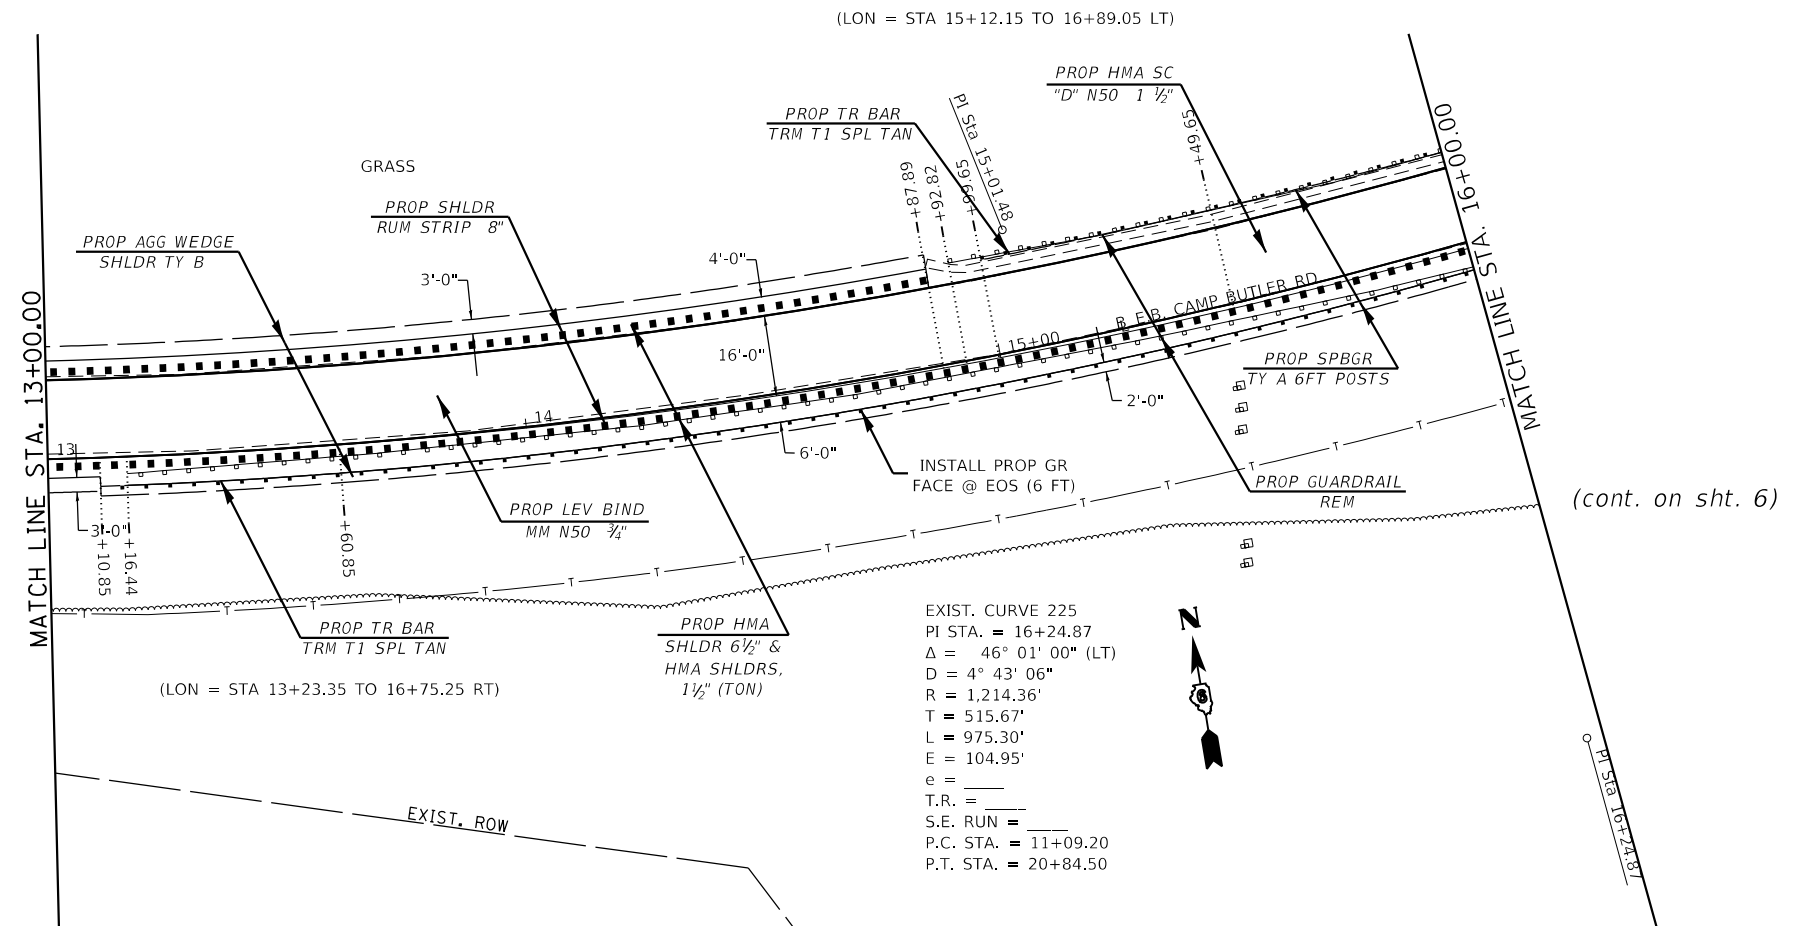 (LON = STA 15+12.15 TO 16+89.05 LT)
PROP HMA SC
"D" N50 1 ½"
PROP TR BAR
TRM T1 SPL TAN
PI Sta 15+01.48
+49.65
MATCH LINE STA. 16+00.00
GRASS
+87.89
+92.82
+99.65
PROP SHLDR
RUM STRIP 8"
PROP AGG WEDGE
SHLDR TY B
3'-0"
4'-0"
16'-0"
MATCH LINE STA. 13+00.00
13
14
15+00
B. E.B. CAMP BUTLER RD
PROP SPBGR
TY A 6FT POSTS
2'-0"
6'-0"
INSTALL PROP GR
FACE @ EOS (6 FT)
PROP GUARDRAIL
REM
(cont. on sht. 6)
3'-0"
+10.85
+16.44
+60.85
PROP LEV BIND
MM N50 ¾"
T T T T T T T T T T T T
PROP TR BAR
TRM T1 SPL TAN
PROP HMA
SHLDR 6½" &
HMA SHLDRS,
1½" (TON)
(LON = STA 13+23.35 TO 16+75.25 RT)
EXIST. CURVE 225
PI STA. = 16+24.87
Δ = 46° 01' 00" (LT)
D = 4° 43' 06"
R = 1,214.36'
T = 515.67'
L = 975.30'
E = 104.95'
e = ____
T.R. = ____
S.E. RUN = ____
P.C. STA. = 11+09.20
P.T. STA. = 20+84.50
N
EXIST. ROW
PI Sta 16+24.87